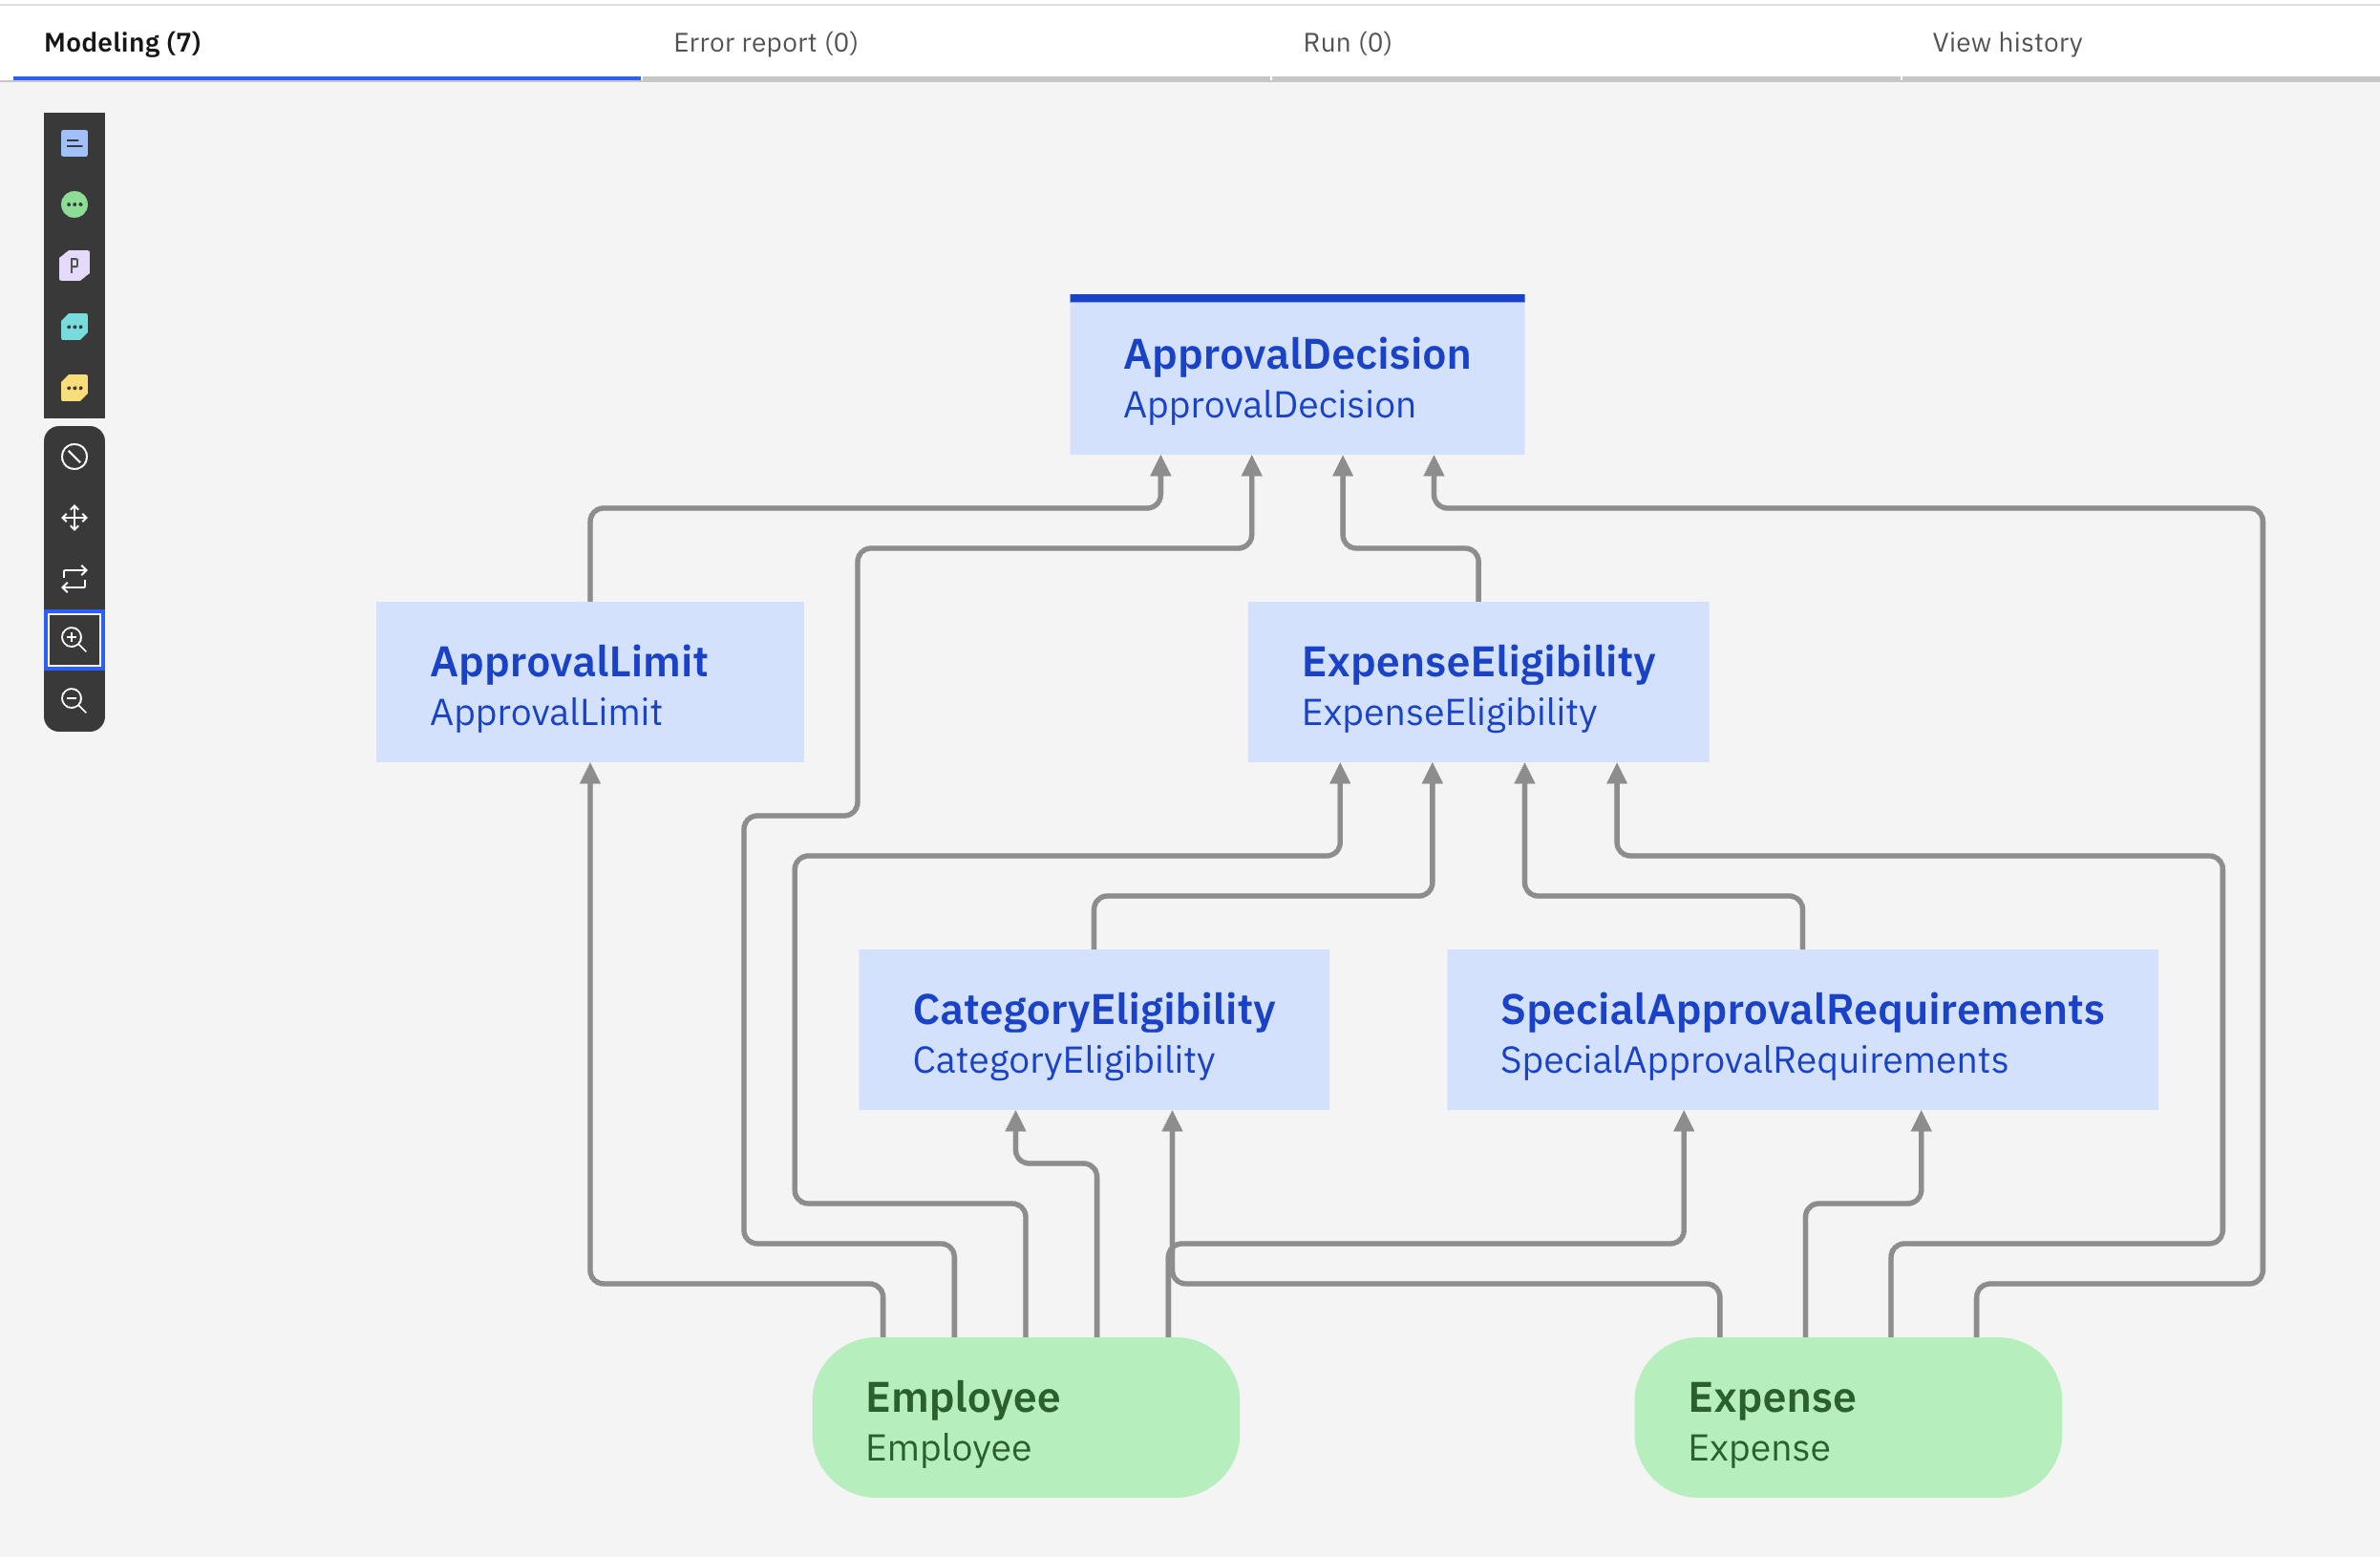 Modeling (7)
Error report (0)
Run (0)
View history
P
ApprovalDecision
ApprovalDecision
ApprovalLimit
ApprovalLimit
ExpenseEligibility
ExpenseEligibility
CategoryEligibility
CategoryEligibility
SpecialApprovalRequirements
SpecialApprovalRequirements
Employee
Employee
Expense
Expense